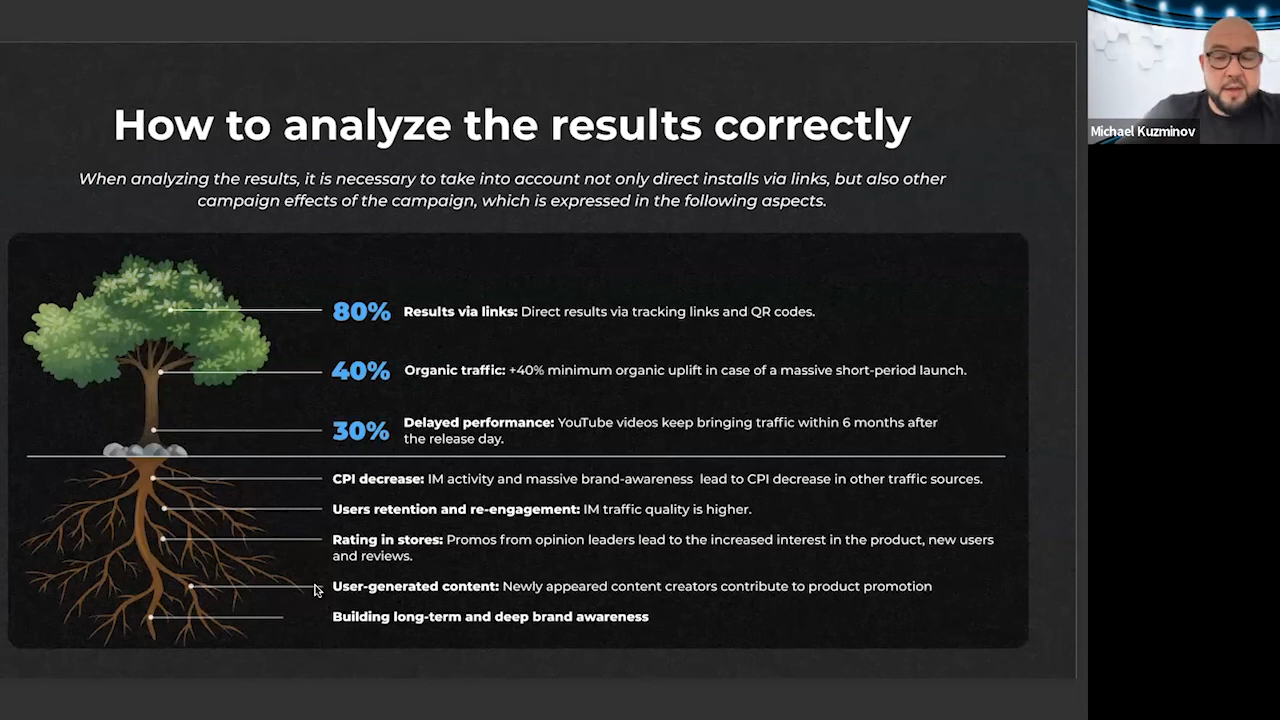 How to analyze the results correctly
When analyzing the results, it is necessary to take into account not only direct installs via links, but also other
campaign effects of the campaign, which is expressed in the following aspects.
80% Results via links: Direct results via tracking links and QR codes.
40% Organic traffic: +40% minimum organic uplift in case of a massive short-period launch.
30% Delayed performance: YouTube videos keep bringing traffic within 6 months after
the release day.
CPI decrease: IM activity and massive brand-awareness lead to CPI decrease in other traffic sources.
Users retention and re-engagement: IM traffic quality is higher.
Rating in stores: Promos from opinion leaders lead to the increased interest in the product, new users
and reviews.
User-generated content: Newly appeared content creators contribute to product promotion
Building long-term and deep brand awareness
Michael Kuzminov